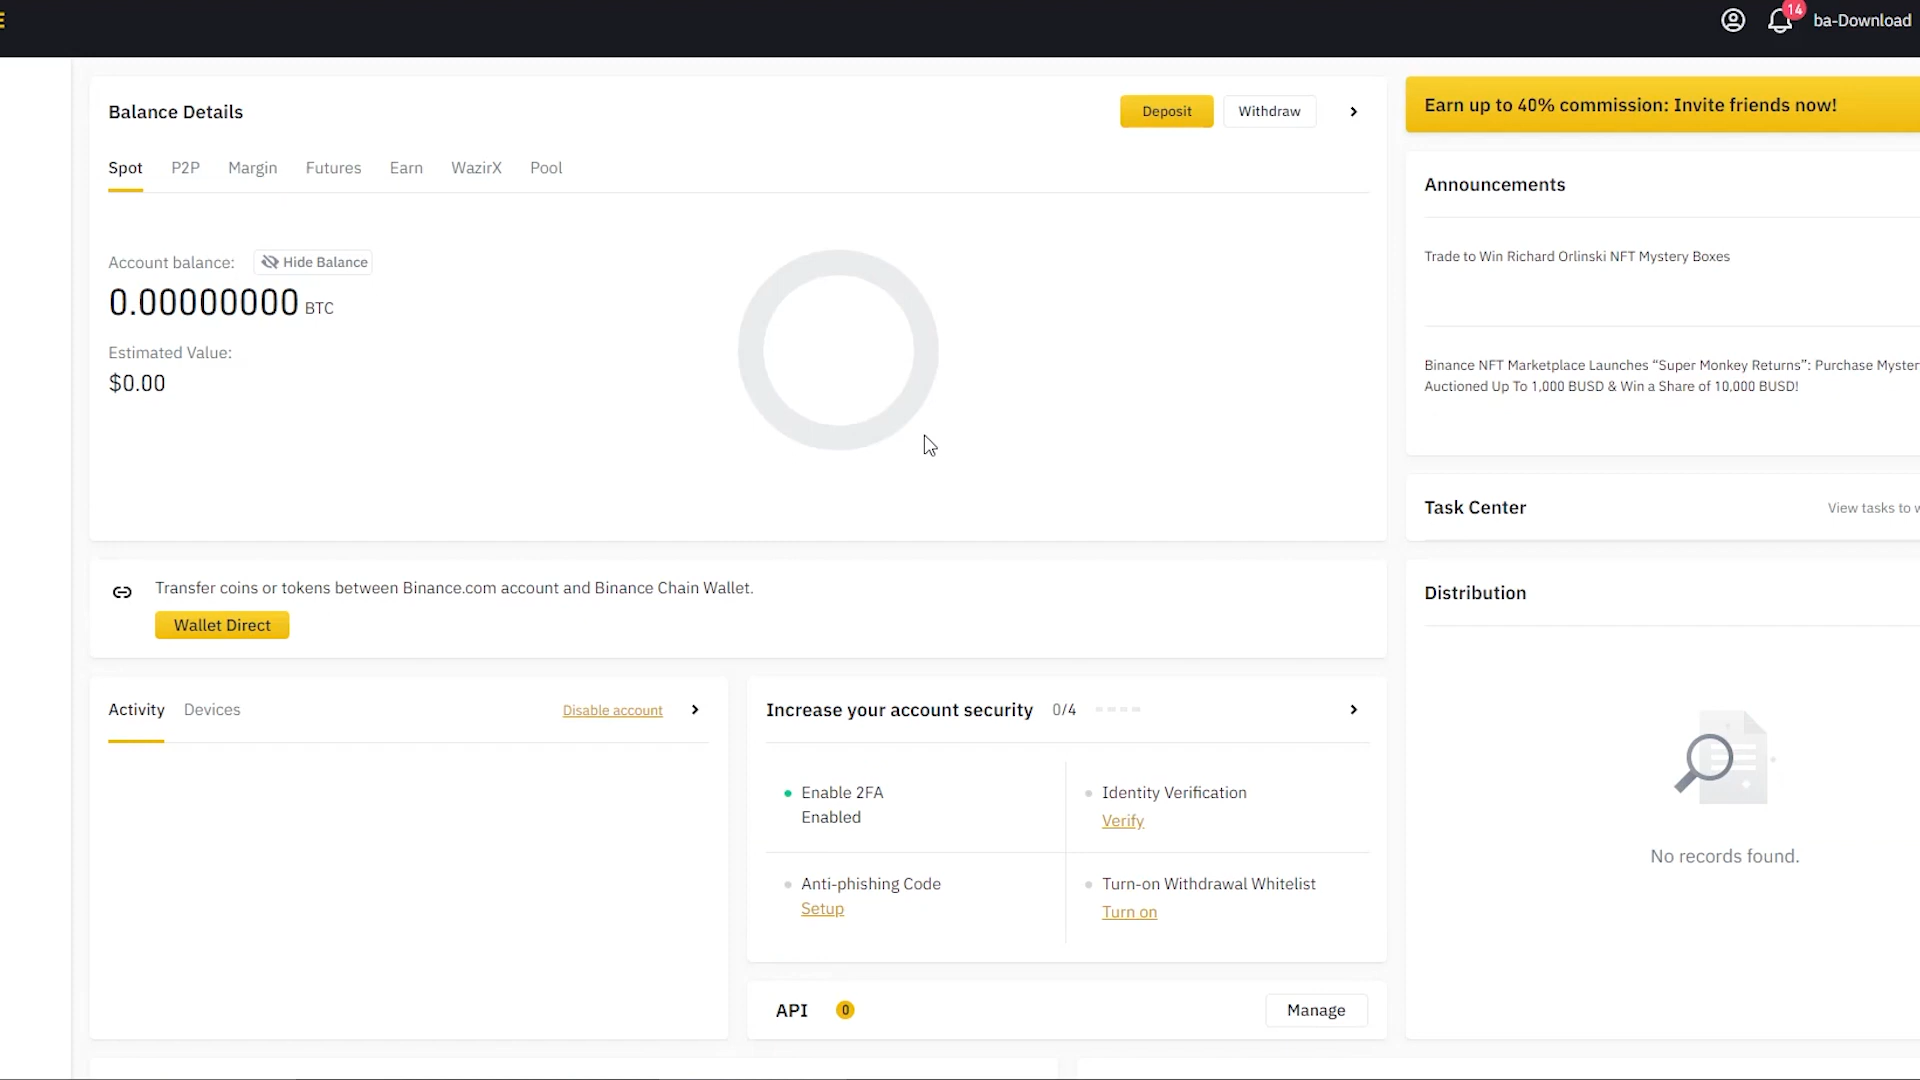 14
ba-Download
Balance Details
Deposit
Withdraw
Spot
P2P
Margin
Futures
Earn
WazirX
Pool
Account balance:
Hide Balance
0.00000000 BTC
Estimated Value:
$0.00
Earn up to 40% commission: Invite friends now!
Announcements
Trade to Win Richard Orlinski NFT Mystery Boxes
Binance NFT Marketplace Launches “Super Monkey Returns”: Purchase Myster
Auctioned Up To 1,000 BUSD & Win a Share of 10,000 BUSD!
Task Center
View tasks to w
Transfer coins or tokens between Binance.com account and Binance Chain Wallet.
Wallet Direct
Distribution
No records found.
Activity
Devices
Disable account
Increase your account security
0/4
Enable 2FA
Enabled
Identity Verification
Verify
Anti-phishing Code
Setup
Turn-on Withdrawal Whitelist
Turn on
API
0
Manage